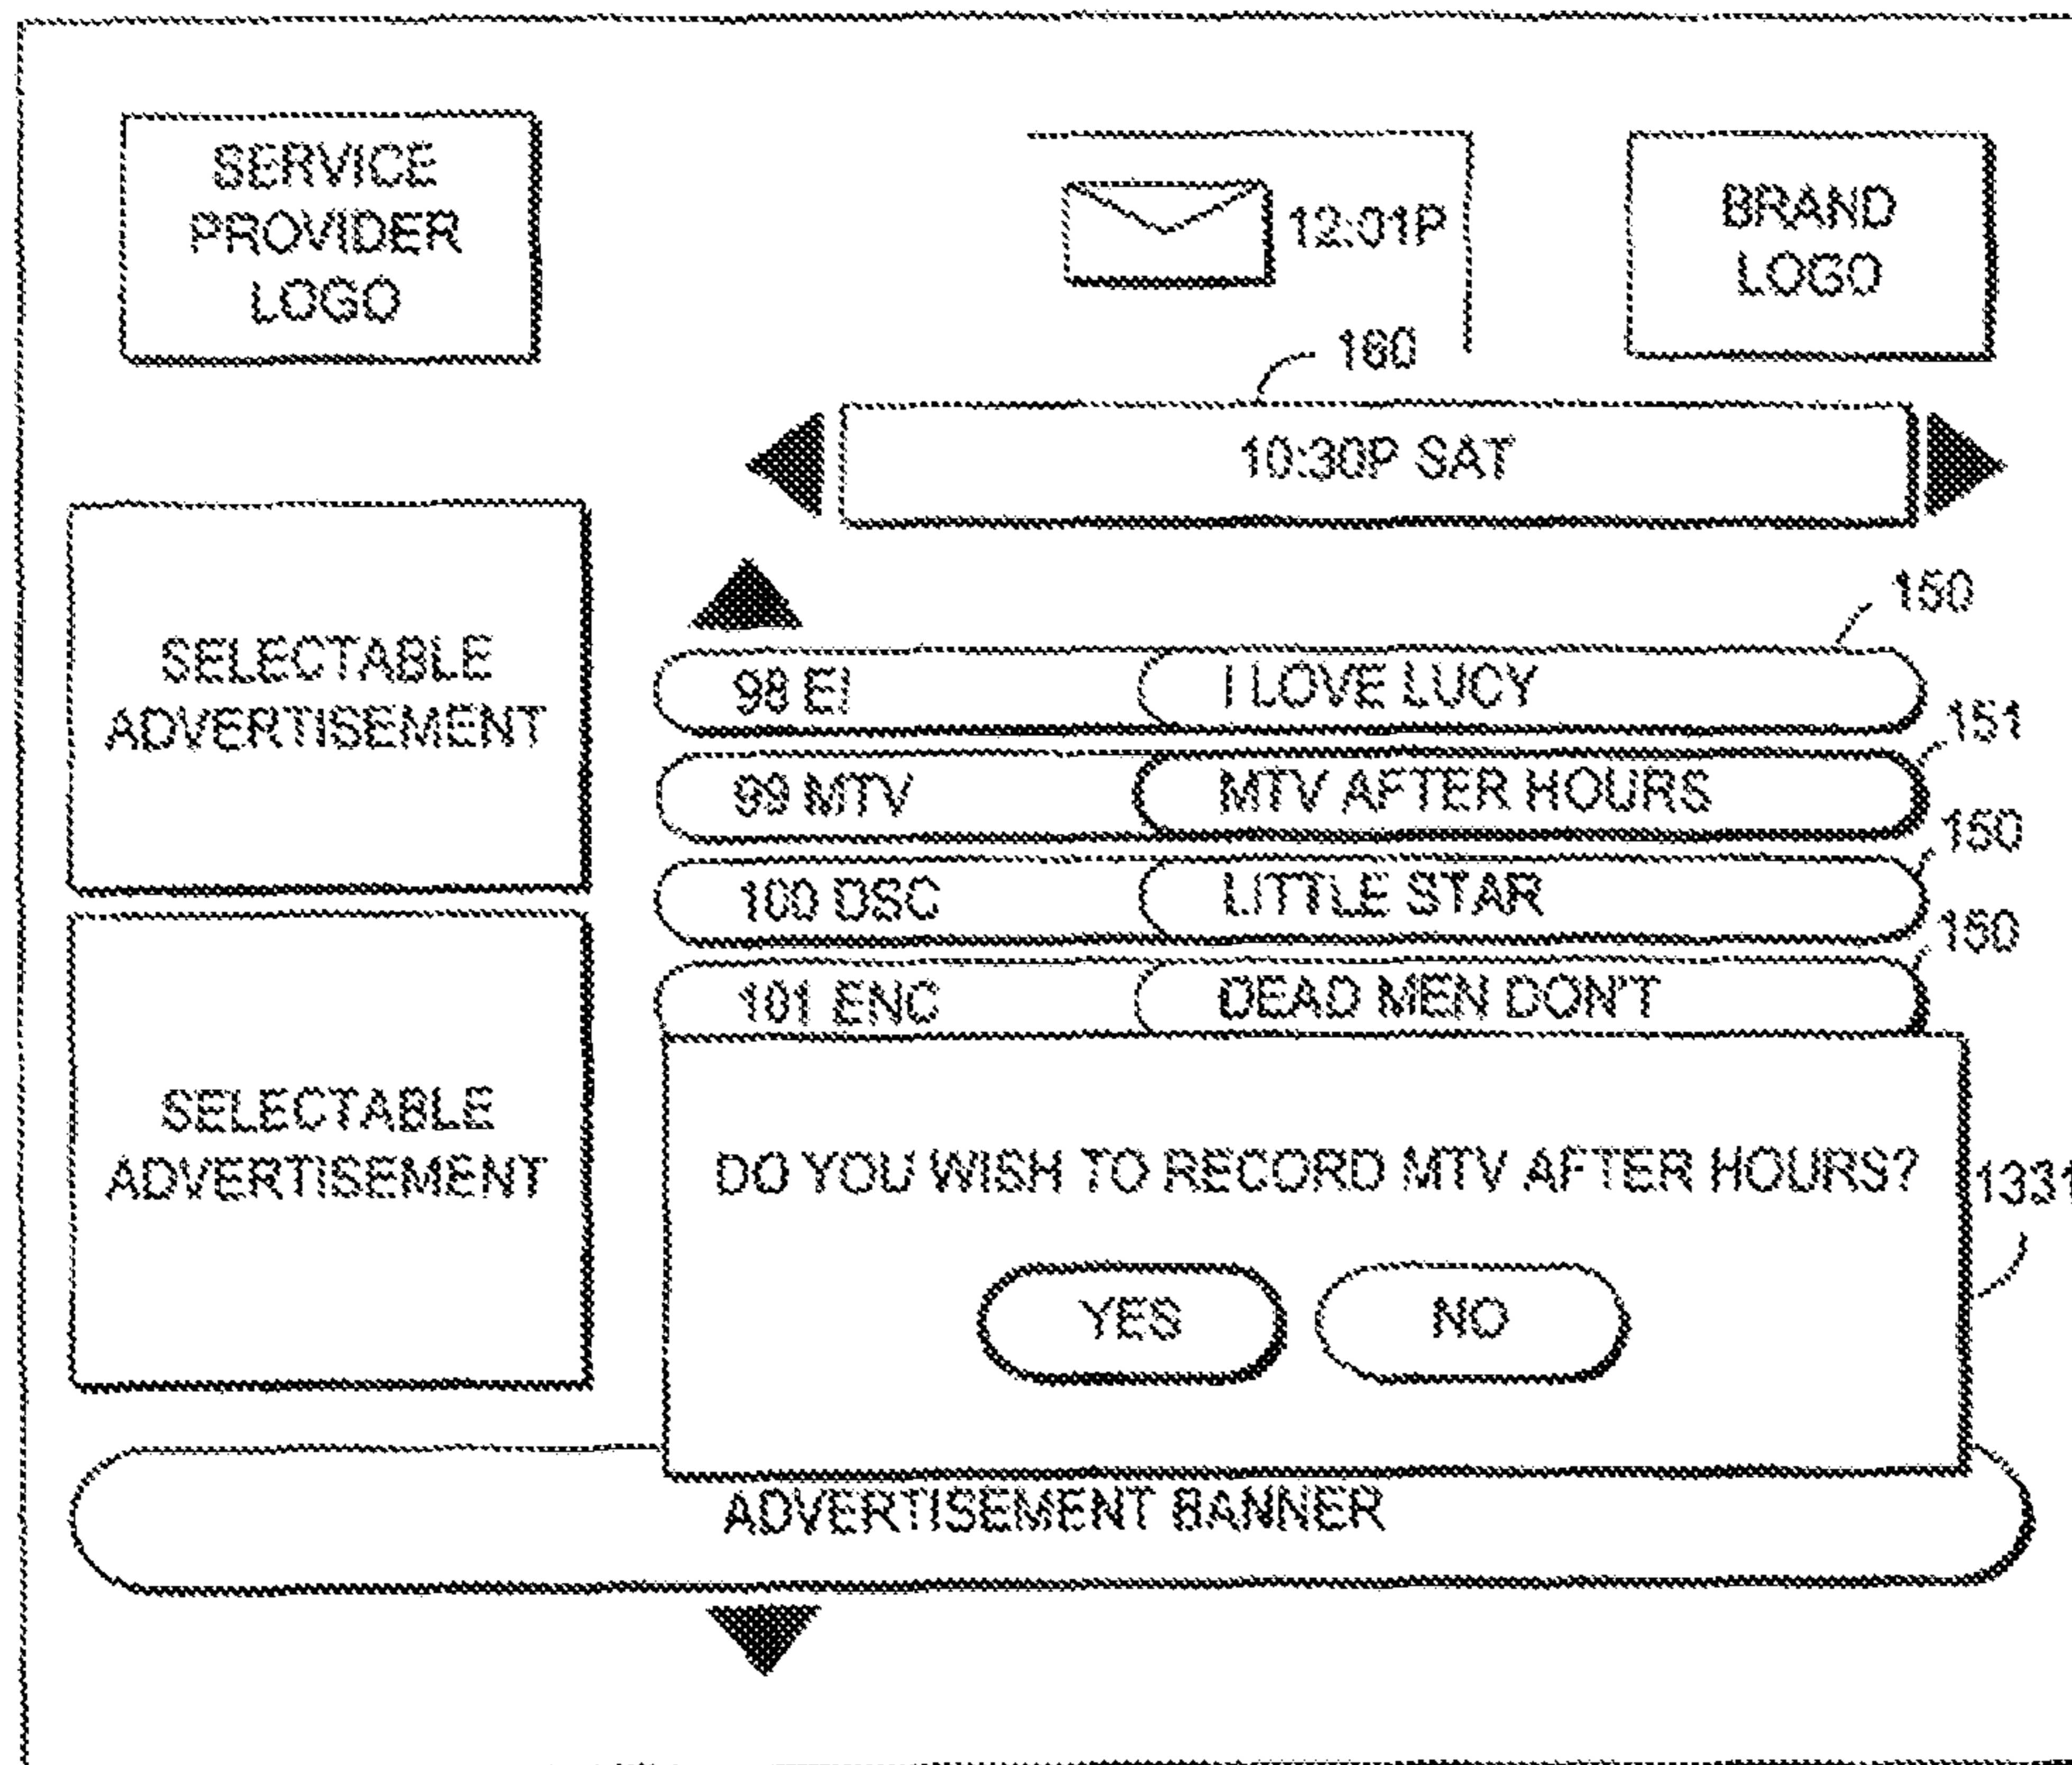 SERVICE
PROVIDER
LOGO
12:01P
BRAND
LOGO
160
10:30P SAT
SELECTABLE
ADVERTISEMENT
150
98 EI I LOVE LUCY
151
99 MTV MTV AFTER HOURS
150
100 DSC LITTLE STAR
150
101 ENC DEAD MEN DON'T
SELECTABLE
ADVERTISEMENT
DO YOU WISH TO RECORD MTV AFTER HOURS?
1331
YES NO
ADVERTISEMENT BANNER